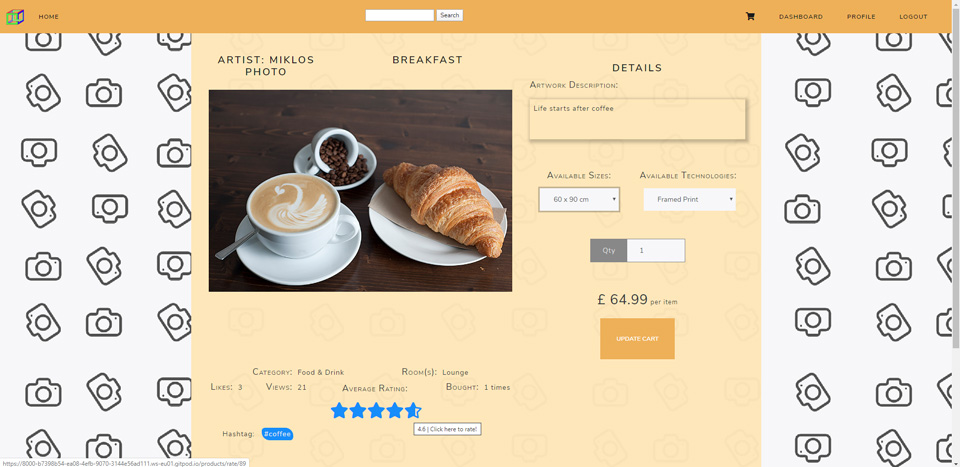 HOME
Search
DASHBOARD
PROFILE
LOGOUT
ARTIST: MIKLOS
PHOTO
BREAKFAST
DETAILS
Artwork Description:
Life starts after coffee
Available Sizes:
Available Technologies:
60 x 90 cm
Framed Print
Qty
1
£ 64.99 per item
UPDATE CART
Category: Food & Drink
Room(s): Lounge
Likes: 3
Views: 21
Average Rating:
Bought: 1 times
4.6 | Click here to rate!
Hashtag: #coffee
https://8000-b7398b54-ea08-4efb-9070-3144e56ad111.ws-eu01.gitpod.io/products/rate/89